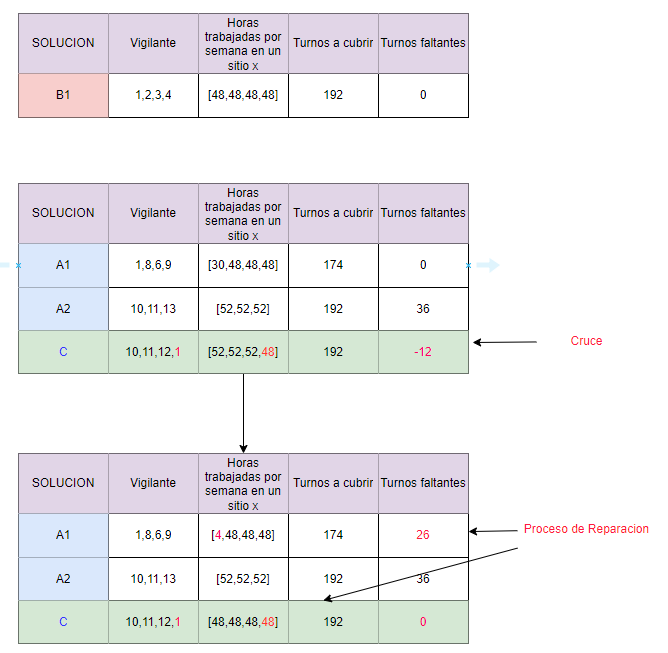 SOLUCION Vigilante Horas trabajadas por semana en un sitio x Turnos a cubrir Turnos faltantes
B1 1,2,3,4 [48,48,48,48] 192 0
SOLUCION Vigilante Horas trabajadas por semana en un sitio x Turnos a cubrir Turnos faltantes
A1 1,8,6,9 [30,48,48,48] 174 0
A2 10,11,13 [52,52,52] 192 36
C 10,11,12,1 [52,52,52,48] 192 -12
Cruce
SOLUCION Vigilante Horas trabajadas por semana en un sitio x Turnos a cubrir Turnos faltantes
A1 1,8,6,9 [4,48,48,48] 174 26
Proceso de Reparacion
A2 10,11,13 [52,52,52] 192 36
C 10,11,12,1 [48,48,48,48] 192 0